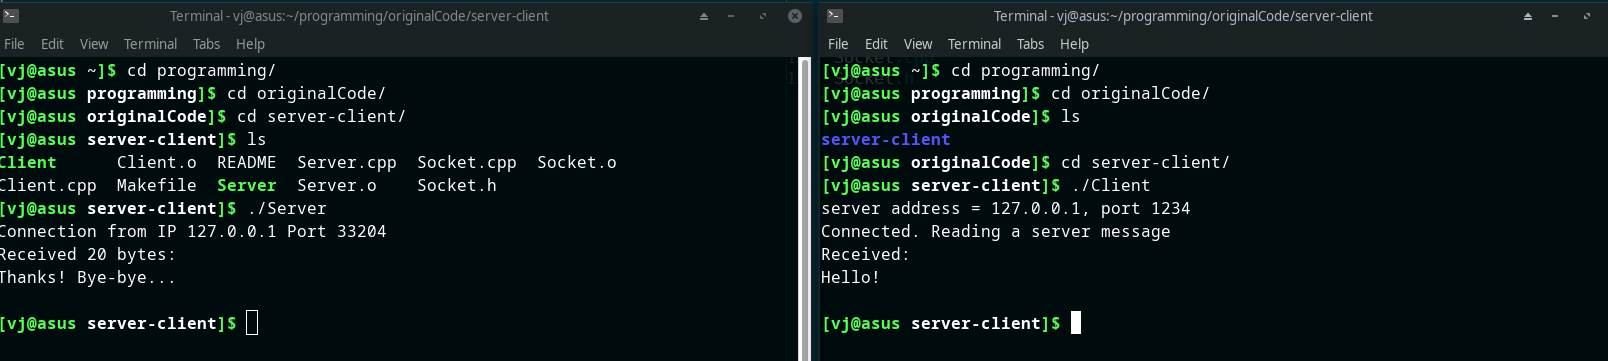 Terminal - vj@asus:~/programming/originalCode/server-client
File Edit View Terminal Tabs Help
[vj@asus ~]$ cd programming/
[vj@asus programming]$ cd originalCode/
[vj@asus originalCode]$ cd server-client/
[vj@asus server-client]$ ls
Client Client.o README Server.cpp Socket.cpp Socket.o
Client.cpp Makefile Server Server.o Socket.h
[vj@asus server-client]$ ./Server
Connection from IP 127.0.0.1 Port 33204
Received 20 bytes:
Thanks! Bye-bye...
[vj@asus server-client]$
Terminal - vj@asus:~/programming/originalCode/server-client
File Edit View Terminal Tabs Help
Socket.cpp
Socket.h
[vj@asus ~]$ cd programming/
[vj@asus programming]$ cd originalCode/
[vj@asus originalCode]$ ls
server-client
[vj@asus originalCode]$ cd server-client/
[vj@asus server-client]$ ./Client
server address = 127.0.0.1, port 1234
Connected. Reading a server message
Received:
Hello!
[vj@asus server-client]$